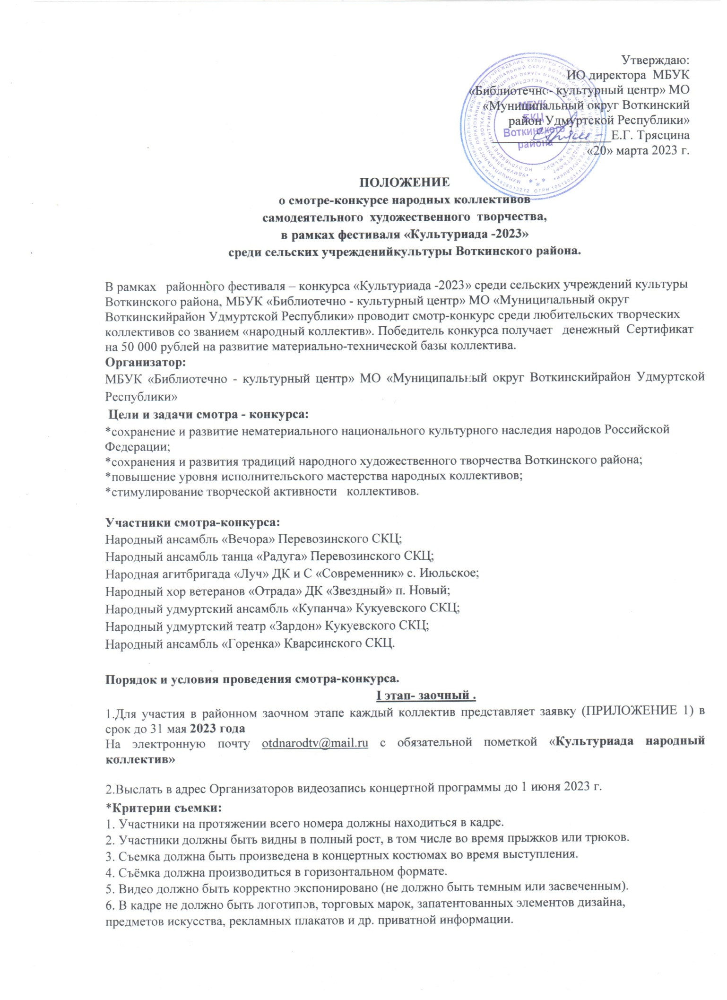 Утверждаю:
ИО директора МБУК
«Библиотечно- культурный центр» МО
«Муниципальный округ Воткинский
район Удмуртской Республики»
Е.Г. Трясцина
«20» марта 2023 г.
МБУК
БКЦ
Воткинского
района
ПОЛОЖЕНИЕ
о смотре-конкурсе народных коллективов
самодеятельного художественного творчества,
в рамках фестиваля «Культуриада -2023»
среди сельских учрежденийкультуры Воткинского района.
В рамках районного фестиваля – конкурса «Культуриада -2023» среди сельских учреждений культуры
Воткинского района, МБУК «Библиотечно - культурный центр» МО «Муниципальный округ
Воткинскийрайон Удмуртской Республики» проводит смотр-конкурс среди любительских творческих
коллективов со званием «народный коллектив». Победитель конкурса получает денежный Сертификат
на 50 000 рублей на развитие материально-технической базы коллектива.
Организатор:
МБУК «Библиотечно - культурный центр» МО «Муниципальный округ Воткинскийрайон Удмуртской
Республики»
Цели и задачи смотра - конкурса:
*сохранение и развитие нематериального национального культурного наследия народов Российской
Федерации;
*сохранения и развития традиций народного художественного творчества Воткинского района;
*повышение уровня исполнительского мастерства народных коллективов;
*стимулирование творческой активности коллективов.
Участники смотра-конкурса:
Народный ансамбль «Вечора» Перевозинского СКЦ;
Народный ансамбль танца «Радуга» Перевозинского СКЦ;
Народная агитбригада «Луч» ДК и С «Современник» с. Июльское;
Народный хор ветеранов «Отрада» ДК «Звездный» п. Новый;
Народный удмуртский ансамбль «Купанча» Кукуевского СКЦ;
Народный удмуртский театр «Зардон» Кукуевского СКЦ;
Народный ансамбль «Горенка» Кварсинского СКЦ.
Порядок и условия проведения смотра-конкурса.
I этап- заочный .
1.Для участия в районном заочном этапе каждый коллектив представляет заявку (ПРИЛОЖЕНИЕ 1) в
срок до 31 мая 2023 года
На электронную почту otdnarodtv@mail.ru с обязательной пометкой «Культуриада народный
коллектив»
2.Выслать в адрес Организаторов видеозапись концертной программы до 1 июня 2023 г.
*Критерии съемки:
1. Участники на протяжении всего номера должны находиться в кадре.
2. Участники должны быть видны в полный рост, в том числе во время прыжков или трюков.
3. Съемка должна быть произведена в концертных костюмах во время выступления.
4. Съёмка должна производиться в горизонтальном формате.
5. Видео должно быть корректно экспонировано (не должно быть темным или засвеченным).
6. В кадре не должно быть логотипов, торговых марок, запатентованных элементов дизайна,
предметов искусства, рекламных плакатов и др. приватной информации.